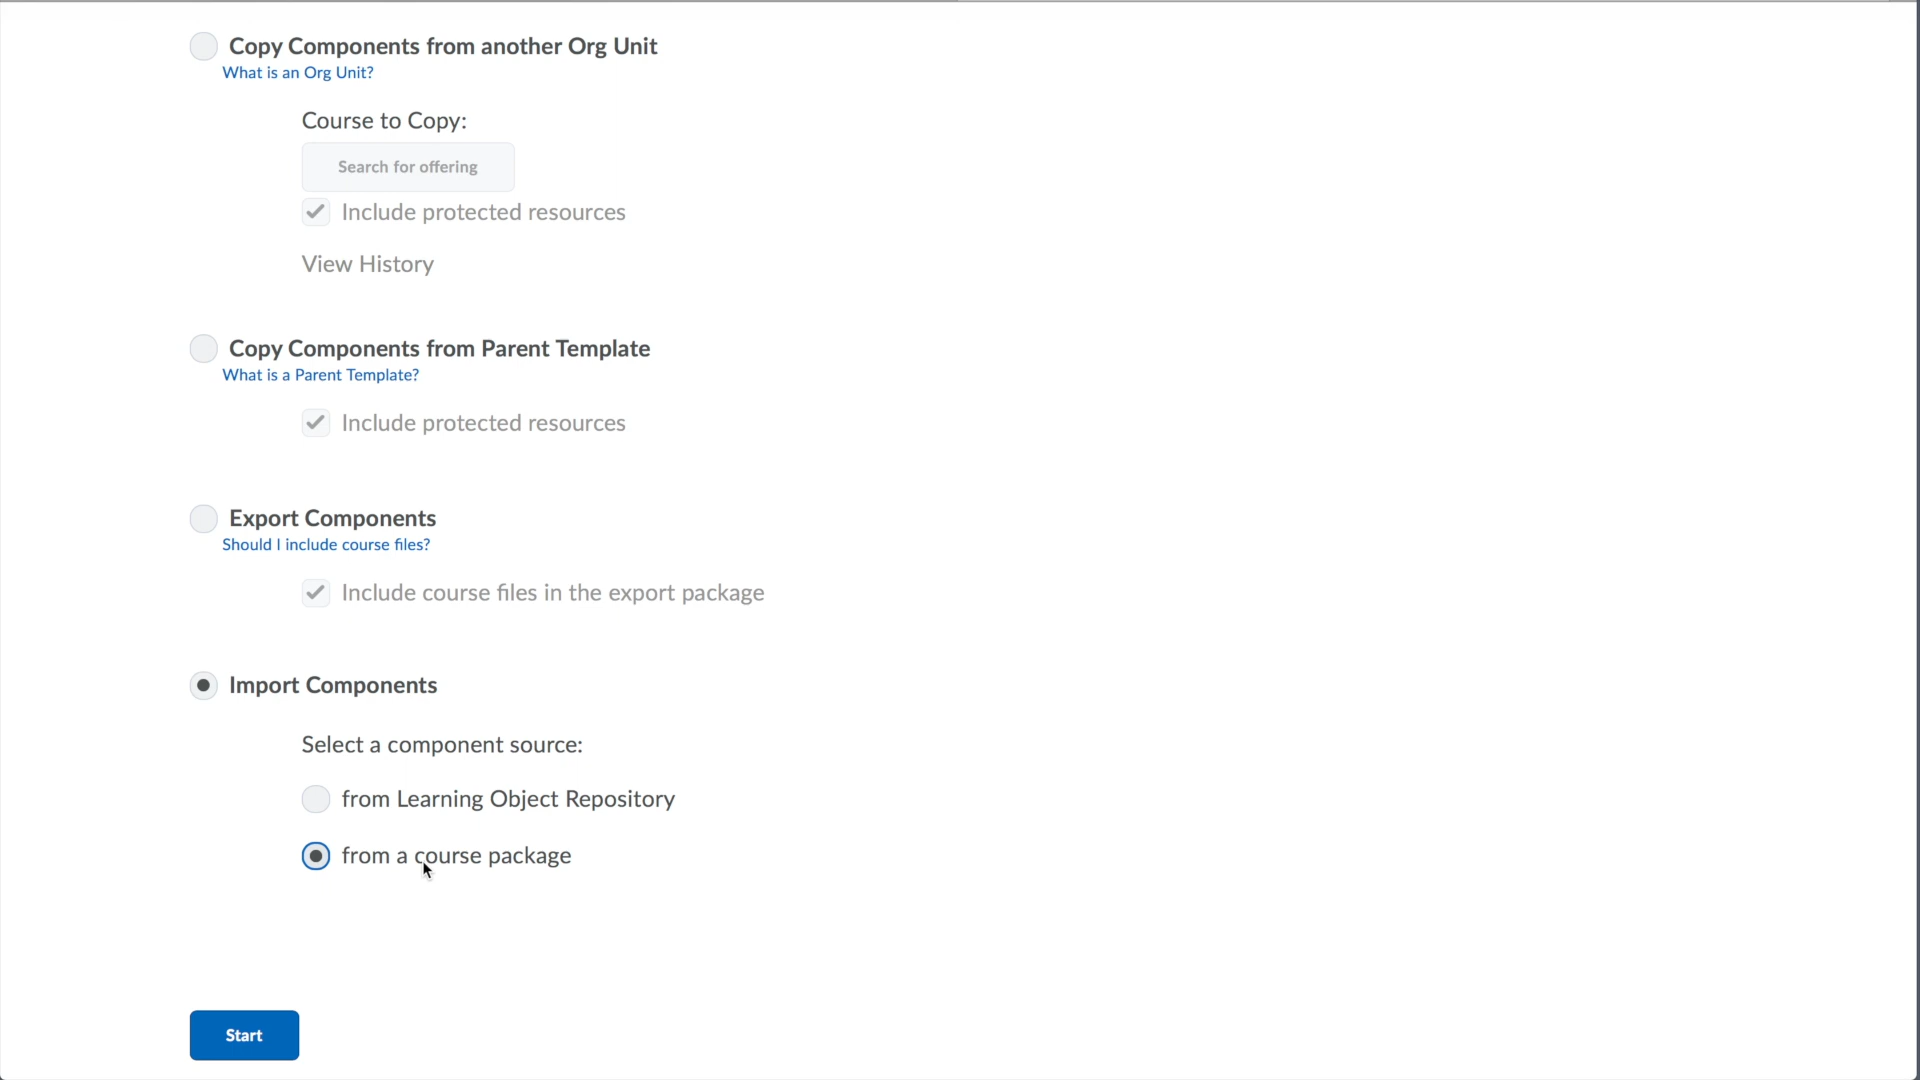 Copy Components from another Org Unit
What is an Org Unit?
Course to Copy:
Search for offering
Include protected resources
View History
Copy Components from Parent Template
What is a Parent Template?
Include protected resources
Export Components
Should I include course files?
Include course files in the export package
Import Components
Select a component source:
from Learning Object Repository
from a course package
Start